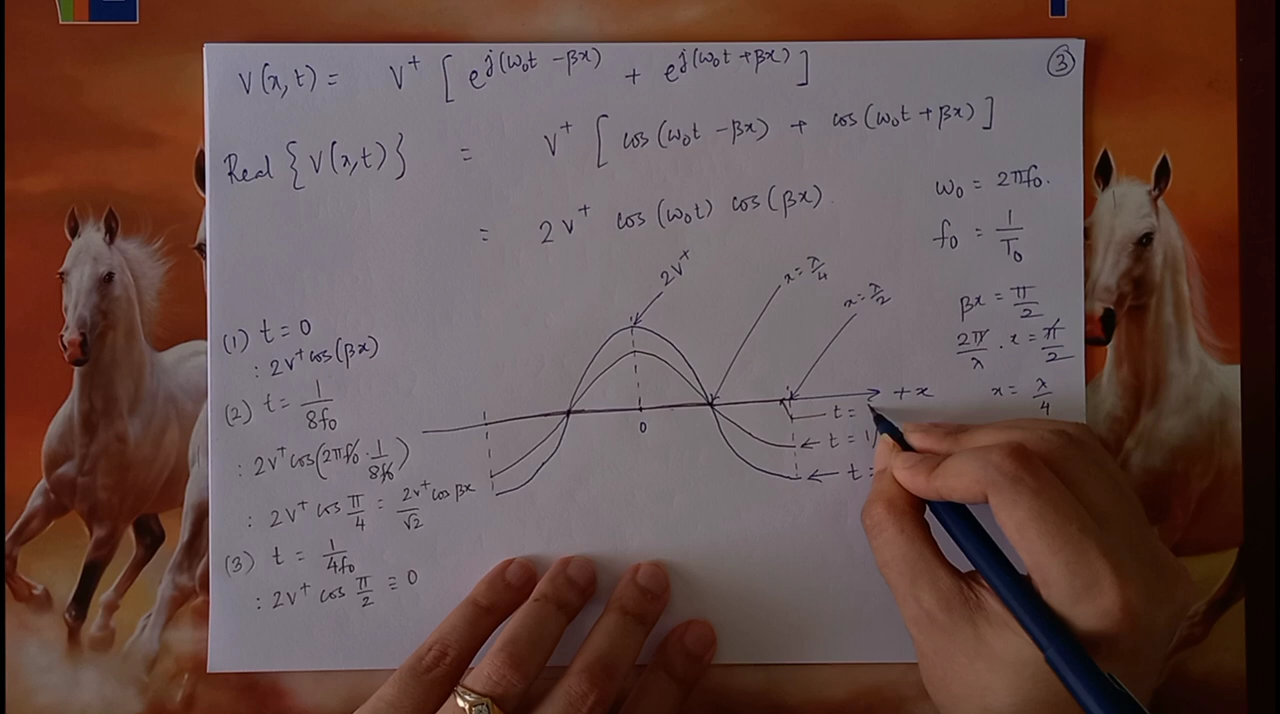 V(x,t) = V⁺ [ e^j(ω₀t - βx) + e^j(ω₀t + βx) ]
③
Real {V(x,t)} = V⁺ [ cos(ω₀t - βx) + cos(ω₀t + βx) ]
= 2V⁺ cos(ω₀t) cos(βx).
ω₀ = 2πf₀.
f₀ = 1/T₀
βx = π/2
2π/λ . x = π/2
x = λ/4
2V⁺
x = λ/4
x = λ/2
+x
0
t =
← t = 1/
← t =
(1) t = 0
: 2V⁺cos(βx)
(2) t = 1/8f₀
: 2V⁺cos(2πf₀ · 1/8f₀)
: 2V⁺ cos π/4 = 2V⁺/√2 cos βx
(3) t = 1/4f₀
: 2V⁺ cos π/2 = 0